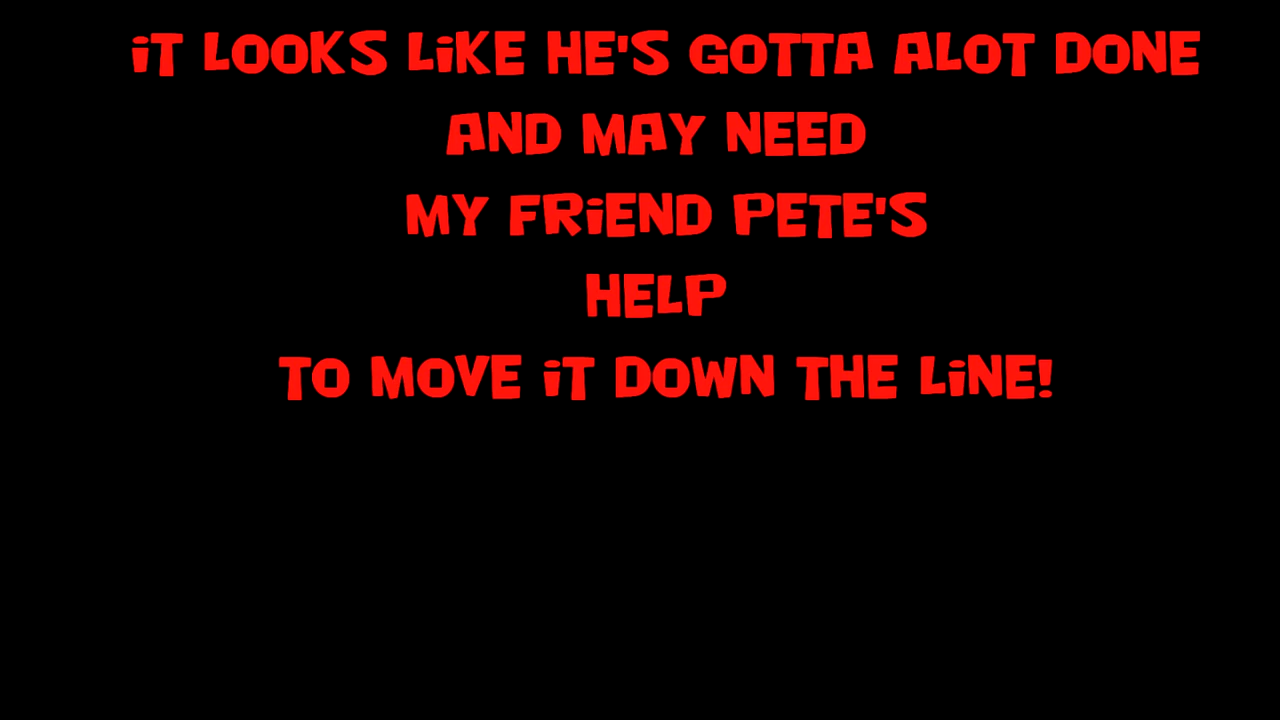 iT LOOKS LiKE HE'S GOTTA ALOT DONE
AND MAY NEED
MY FRiEND PETE'S
HELP
TO MOVE iT DOWN THE LiNE!